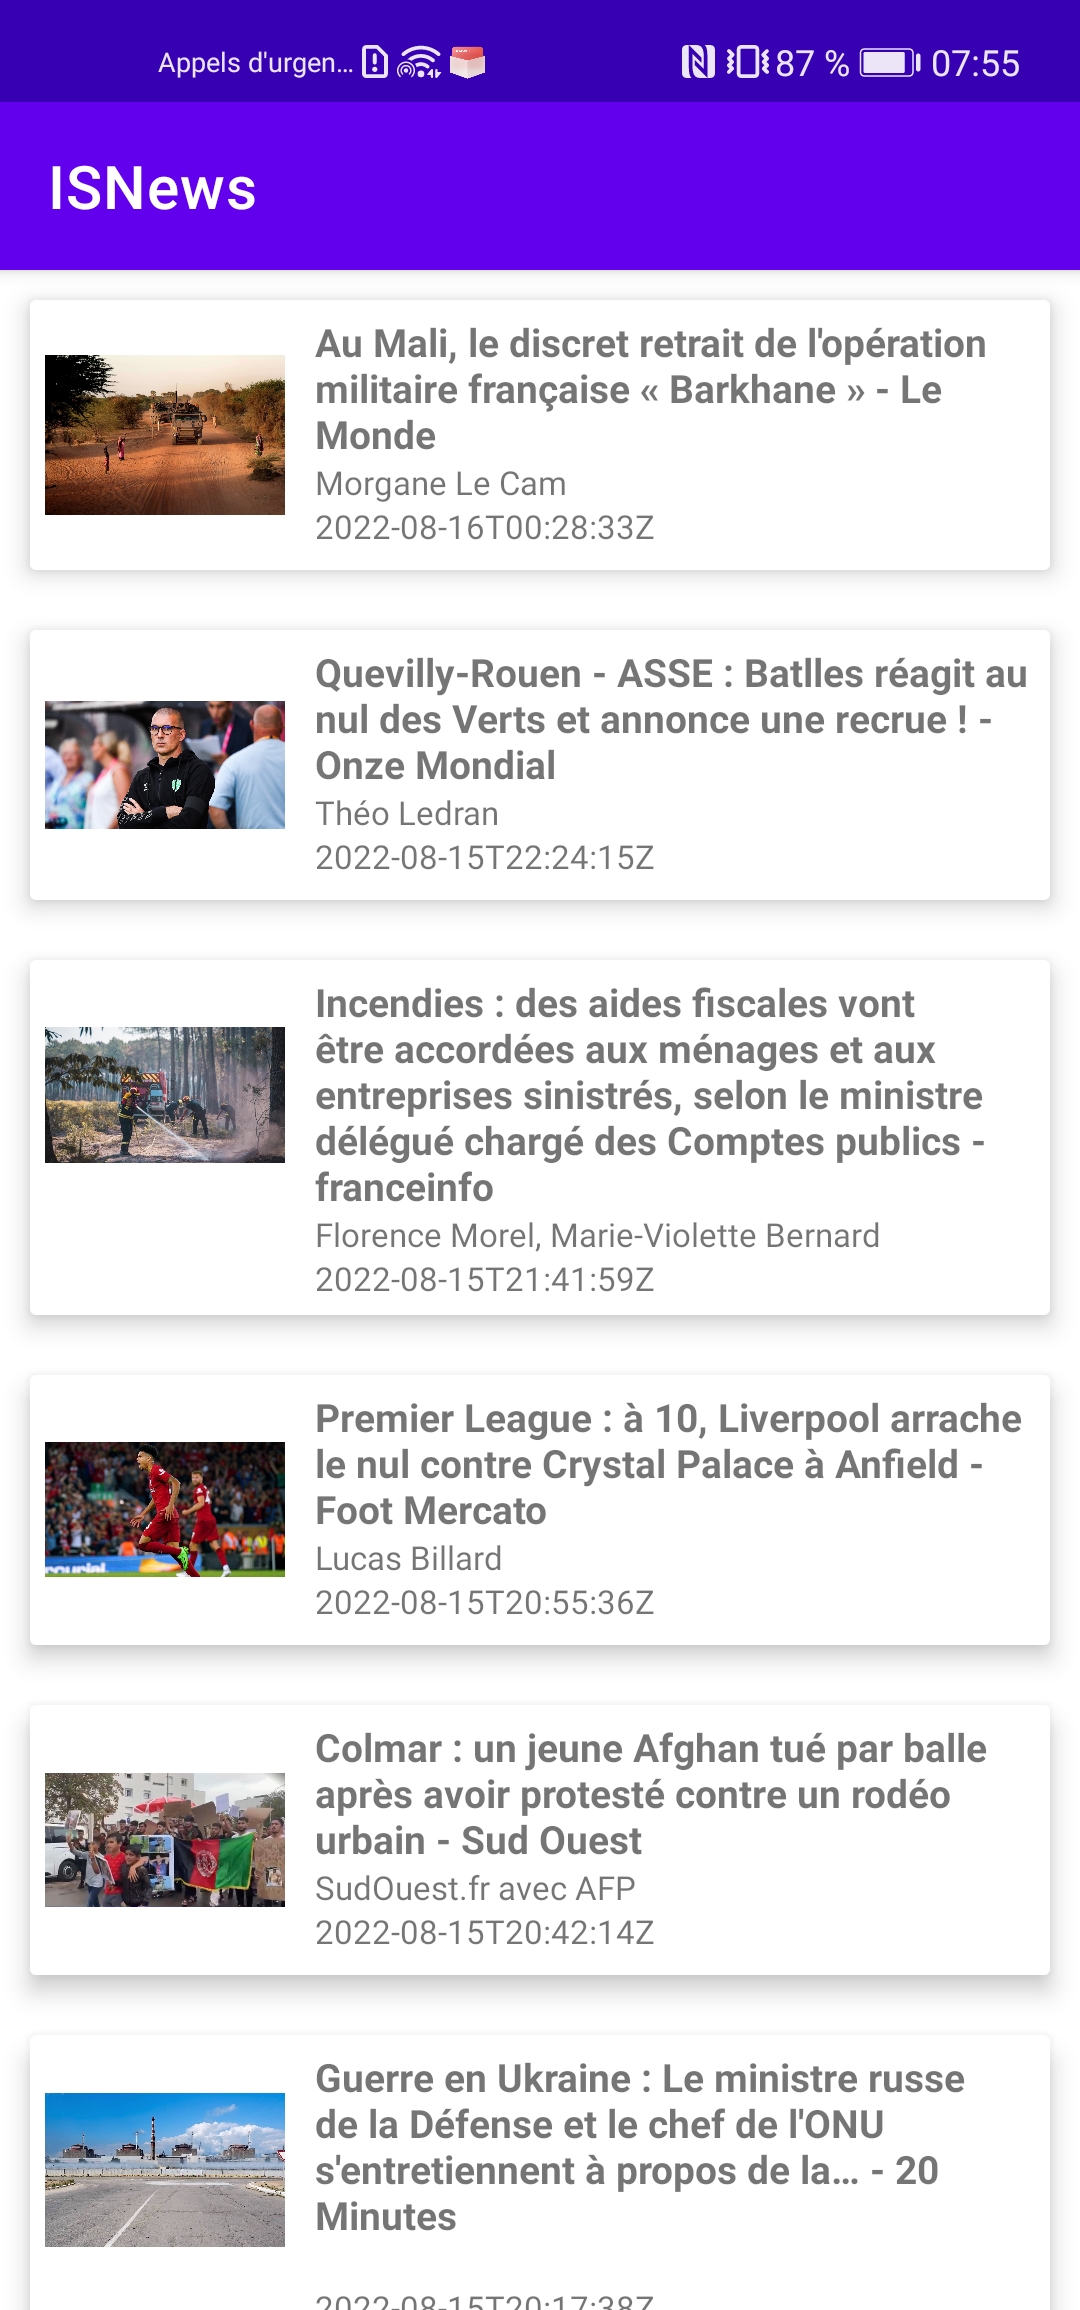 Appels d'urgen... 87 % 07:55
ISNews
Au Mali, le discret retrait de l'opération
militaire française « Barkhane » - Le
Monde
Morgane Le Cam
2022-08-16T00:28:33Z
Quevilly-Rouen - ASSE : Batlles réagit au
nul des Verts et annonce une recrue ! -
Onze Mondial
Théo Ledran
2022-08-15T22:24:15Z
Incendies : des aides fiscales vont
être accordées aux ménages et aux
entreprises sinistrés, selon le ministre
délégué chargé des Comptes publics -
franceinfo
Florence Morel, Marie-Violette Bernard
2022-08-15T21:41:59Z
Premier League : à 10, Liverpool arrache
le nul contre Crystal Palace à Anfield -
Foot Mercato
Lucas Billard
2022-08-15T20:55:36Z
Colmar : un jeune Afghan tué par balle
après avoir protesté contre un rodéo
urbain - Sud Ouest
SudOuest.fr avec AFP
2022-08-15T20:42:14Z
Guerre en Ukraine : Le ministre russe
de la Défense et le chef de l'ONU
s'entretiennent à propos de la… - 20
Minutes
2022-08-15T20:17:38Z